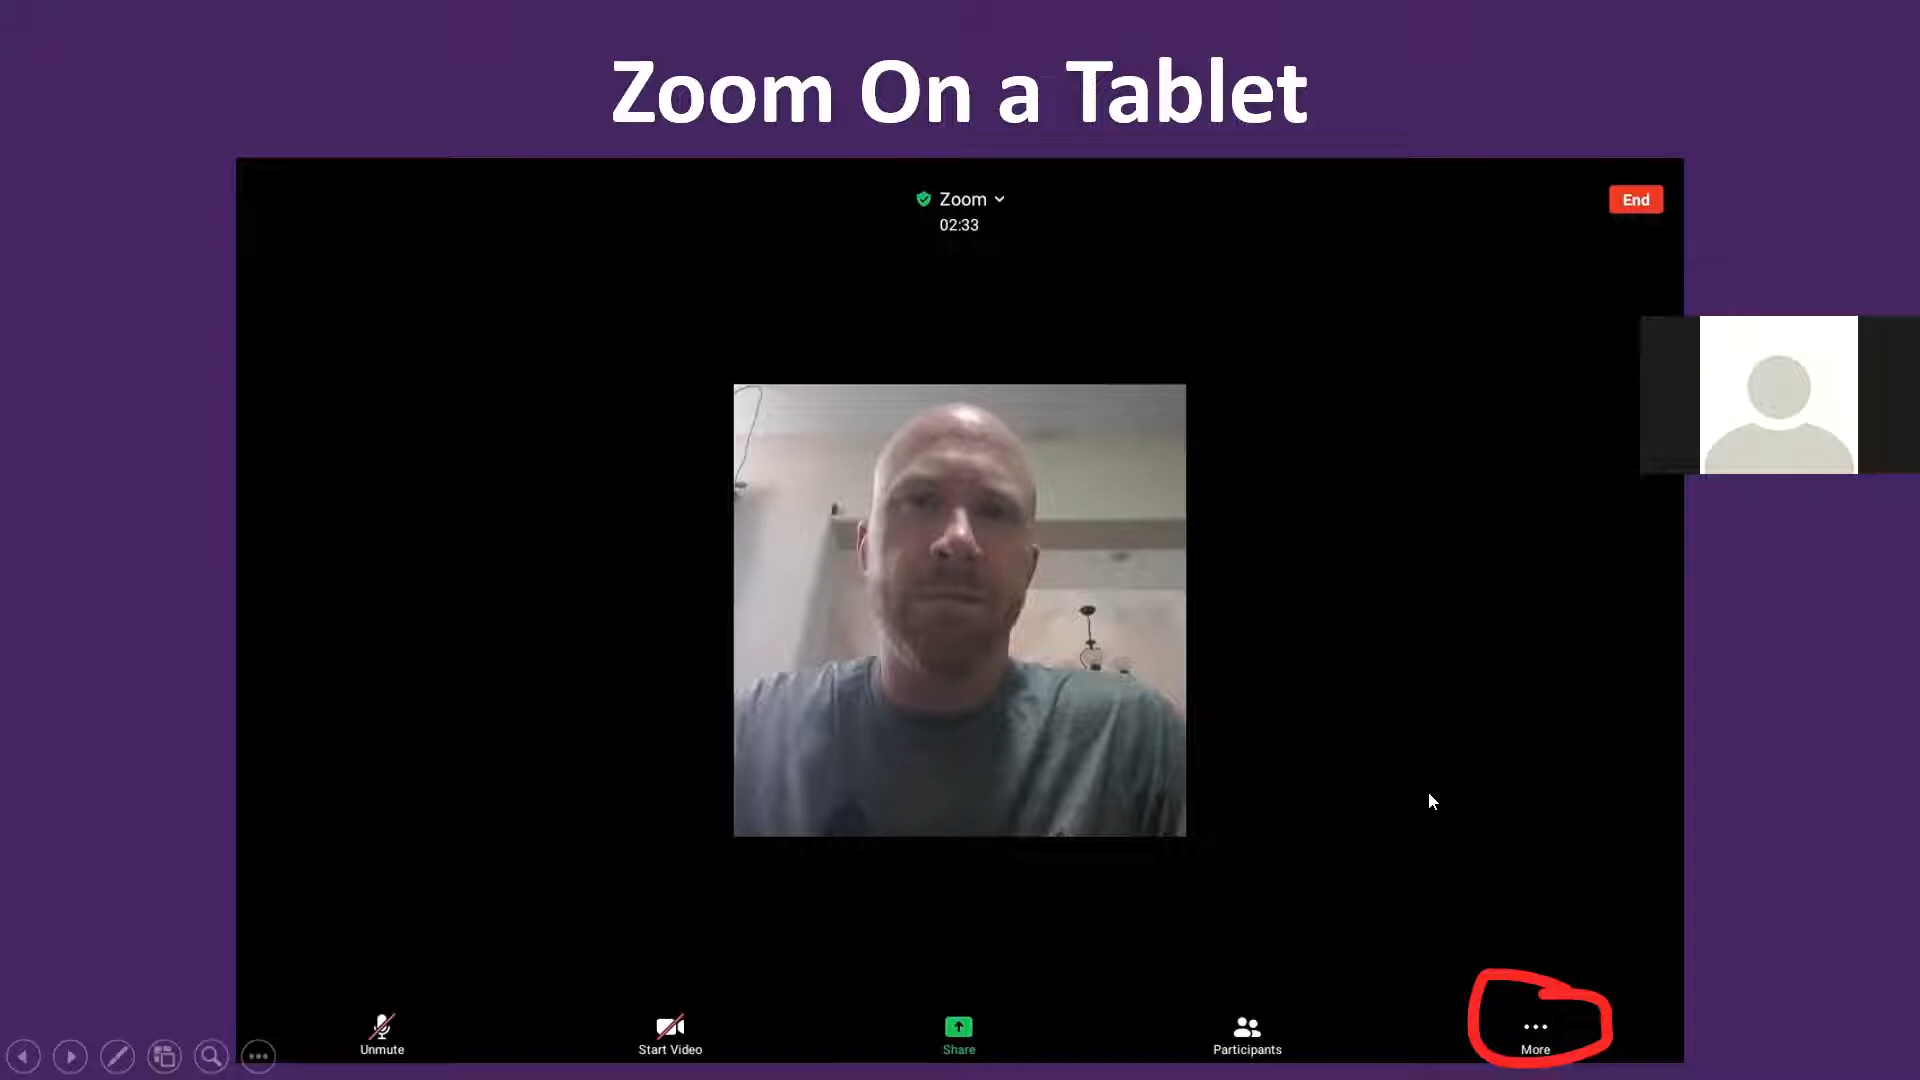 Zoom On a Tablet
Zoom
02:33
End
Unmute
Start Video
Share
Participants
More